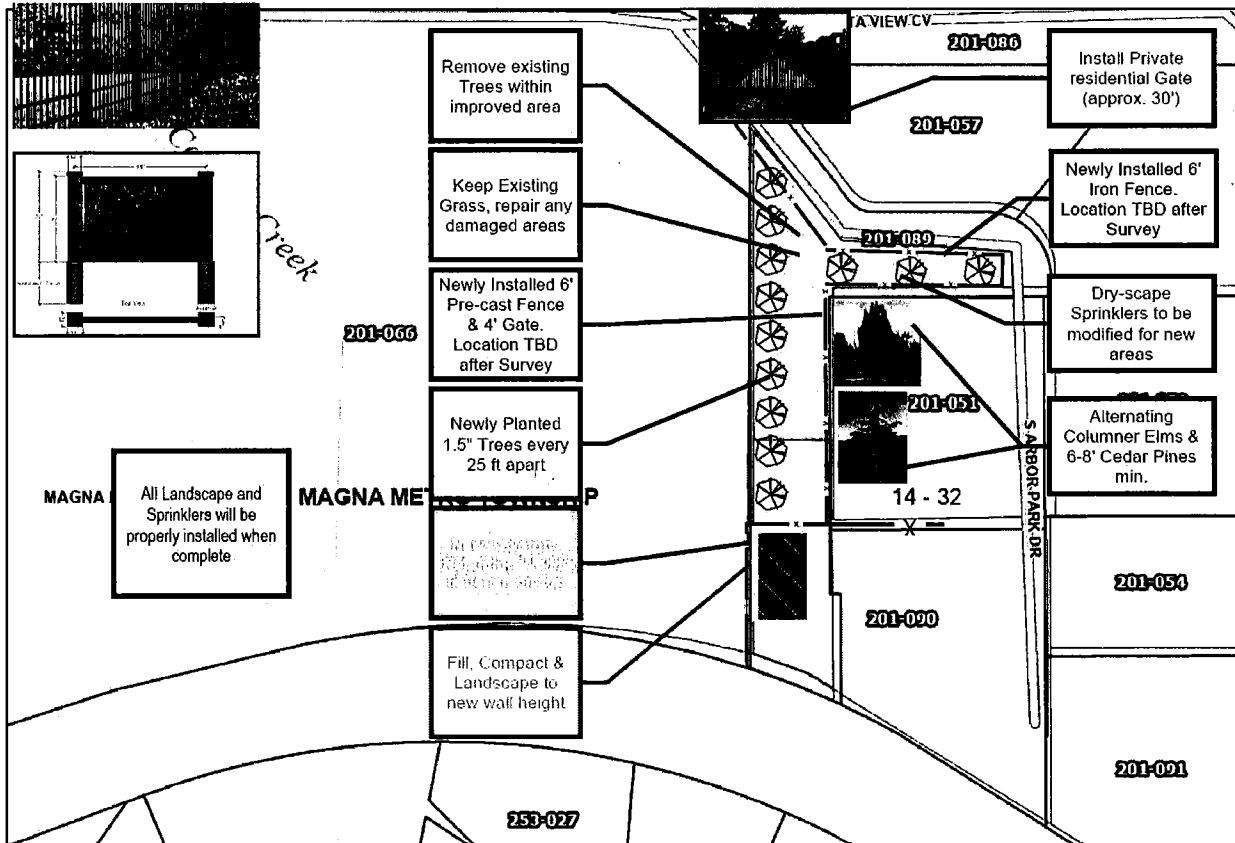 A VIEW CV
201-086
Remove existing
Trees within
improved area
Install Private
residential Gate
(approx. 30')
201-057
Keep Existing
Grass, repair any
damaged areas
Newly Installed 6'
Iron Fence.
Location TBD after
Survey
Creek
201-089
Newly Installed 6'
Pre-cast Fence
& 4' Gate.
Location TBD
after Survey
Dry-scape
Sprinklers to be
modified for new
areas
201-066
201-051
Newly Planted
1.5" Trees every
25 ft apart
Alternating
Columner Elms &
6-8' Cedar Pines
min.
S ARBOR PARK DR
All Landscape and
Sprinklers will be
properly installed when
complete
MAGNA
MAGNA ME
P
14 - 32
201-054
201-090
Fill, Compact &
Landscape to
new wall height
201-091
253-027